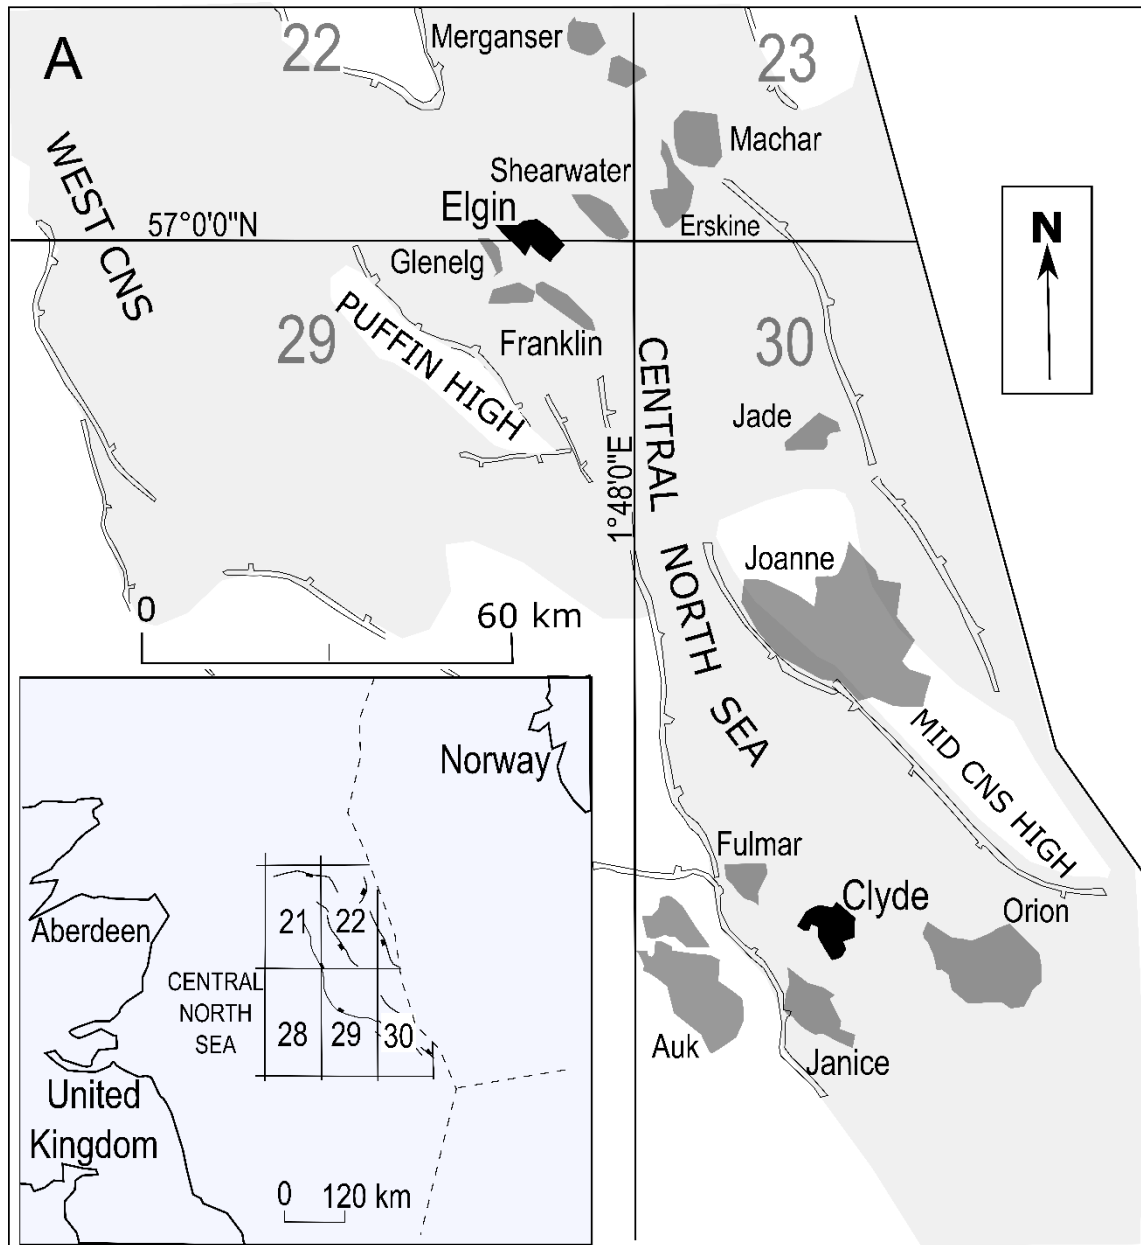 A
22
Merganser
23
Machar
Shearwater
Elgin
Erskine
57°0'0"N
WEST CNS
Glenelg
N
29
PUFFIN HIGH
Franklin
30
CENTRAL NORTH SEA
Jade
1°48'0"E
Joanne
0
60 km
MID CNS HIGH
Fulmar
Clyde
Orion
Auk
Janice
Norway
Aberdeen
21
22
CENTRAL
NORTH
SEA
28
29
30
United
Kingdom
0
120 km